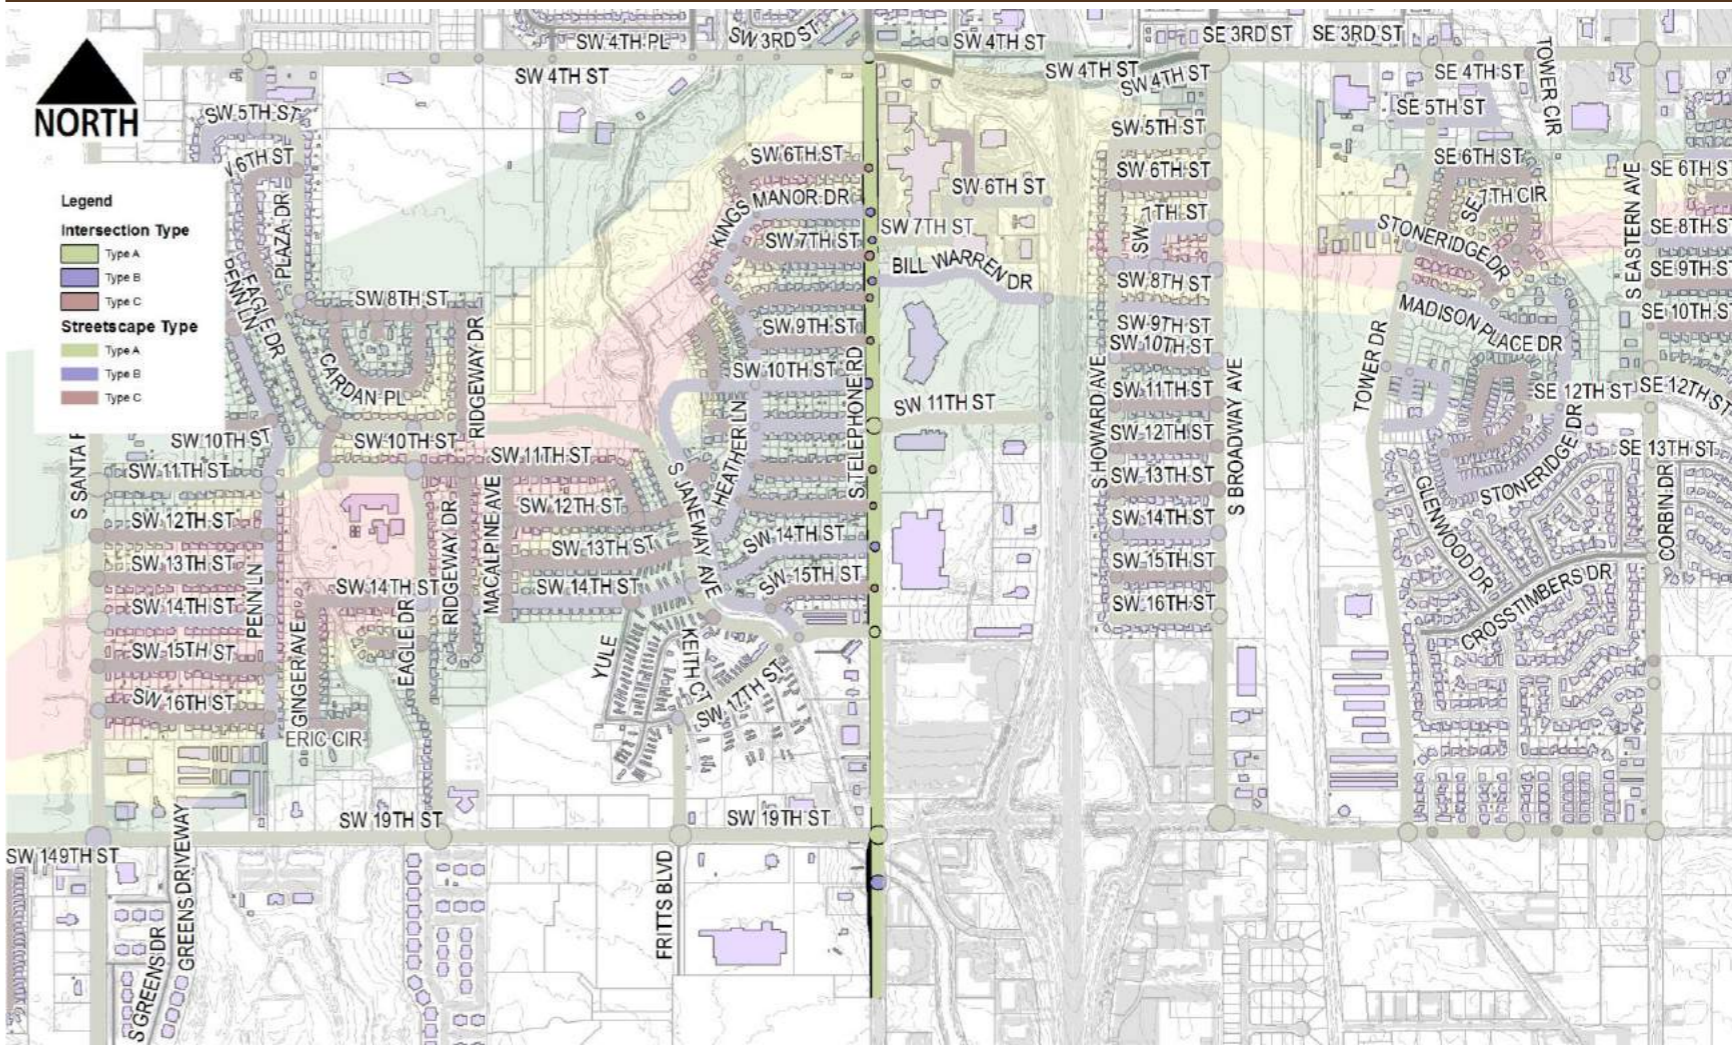 SW 4TH PL
SW 3RD ST
SW 4TH ST
SE 3RD ST
SE 3RD ST
SW 4TH ST
SW 4TH ST
SW 4TH ST
SE 4TH ST
TOWER CIR
SE 5TH ST
NORTH
SW 5TH ST
SW 5TH ST
6TH ST
SW 6TH ST
SW 6TH ST
SW 6TH ST
SE 6TH ST
SE 6TH ST
Legend
Intersection Type
Type A
Type B
Type C
Streetscape Type
Type A
Type B
Type C
PLAZA DR
EAGLE DR
PENN LN
KINGS
MANOR DR
SW 7TH ST
SW 7TH ST
BILL WARREN DR
SW 7TH ST
SE 7TH CIR
STONERIDGE DR
S EASTERN AVE
SE 8TH ST
SE 9TH ST
SE 10TH ST
SW 8TH ST
SW 8TH ST
SW 9TH ST
SW 9TH ST
SW 10TH ST
SW 10TH ST
MADISON PLACE DR
TOWER DR
RIDGEWAY DR
CARDAN PL
S TELEPHONE RD
S HOWARD AVE
S BROADWAY AVE
SW 11TH ST
SW 11TH ST
SE 12TH ST
SE 12TH ST
SW 10TH ST
SW 10TH ST
SW 11TH ST
SW 11TH ST
S JANEWAY AVE
HEATHER LN
SW 12TH ST
SW 13TH ST
SW 14TH ST
SW 15TH ST
SW 16TH ST
SE 13TH ST
STONERIDGE DR
GLENWOOD DR
CROSSTIMBERS DR
CORBIN DR
SW 12TH ST
SW 13TH ST
SW 14TH ST
SW 15TH ST
SW 16TH ST
PENN LN
GINGER AVE
ERIC CIR
SW 14TH ST
EAGLE DR
RIDGEWAY DR
MACALPINE AVE
SW 12TH ST
SW 13TH ST
SW 14TH ST
SW 14TH ST
SW 15TH ST
YULE
KEITH CT
SW 17TH ST
SW 19TH ST
SW 19TH ST
SW 149TH ST
GREENS DRIVEWAY
S GREENS DR
FRITTS BLVD